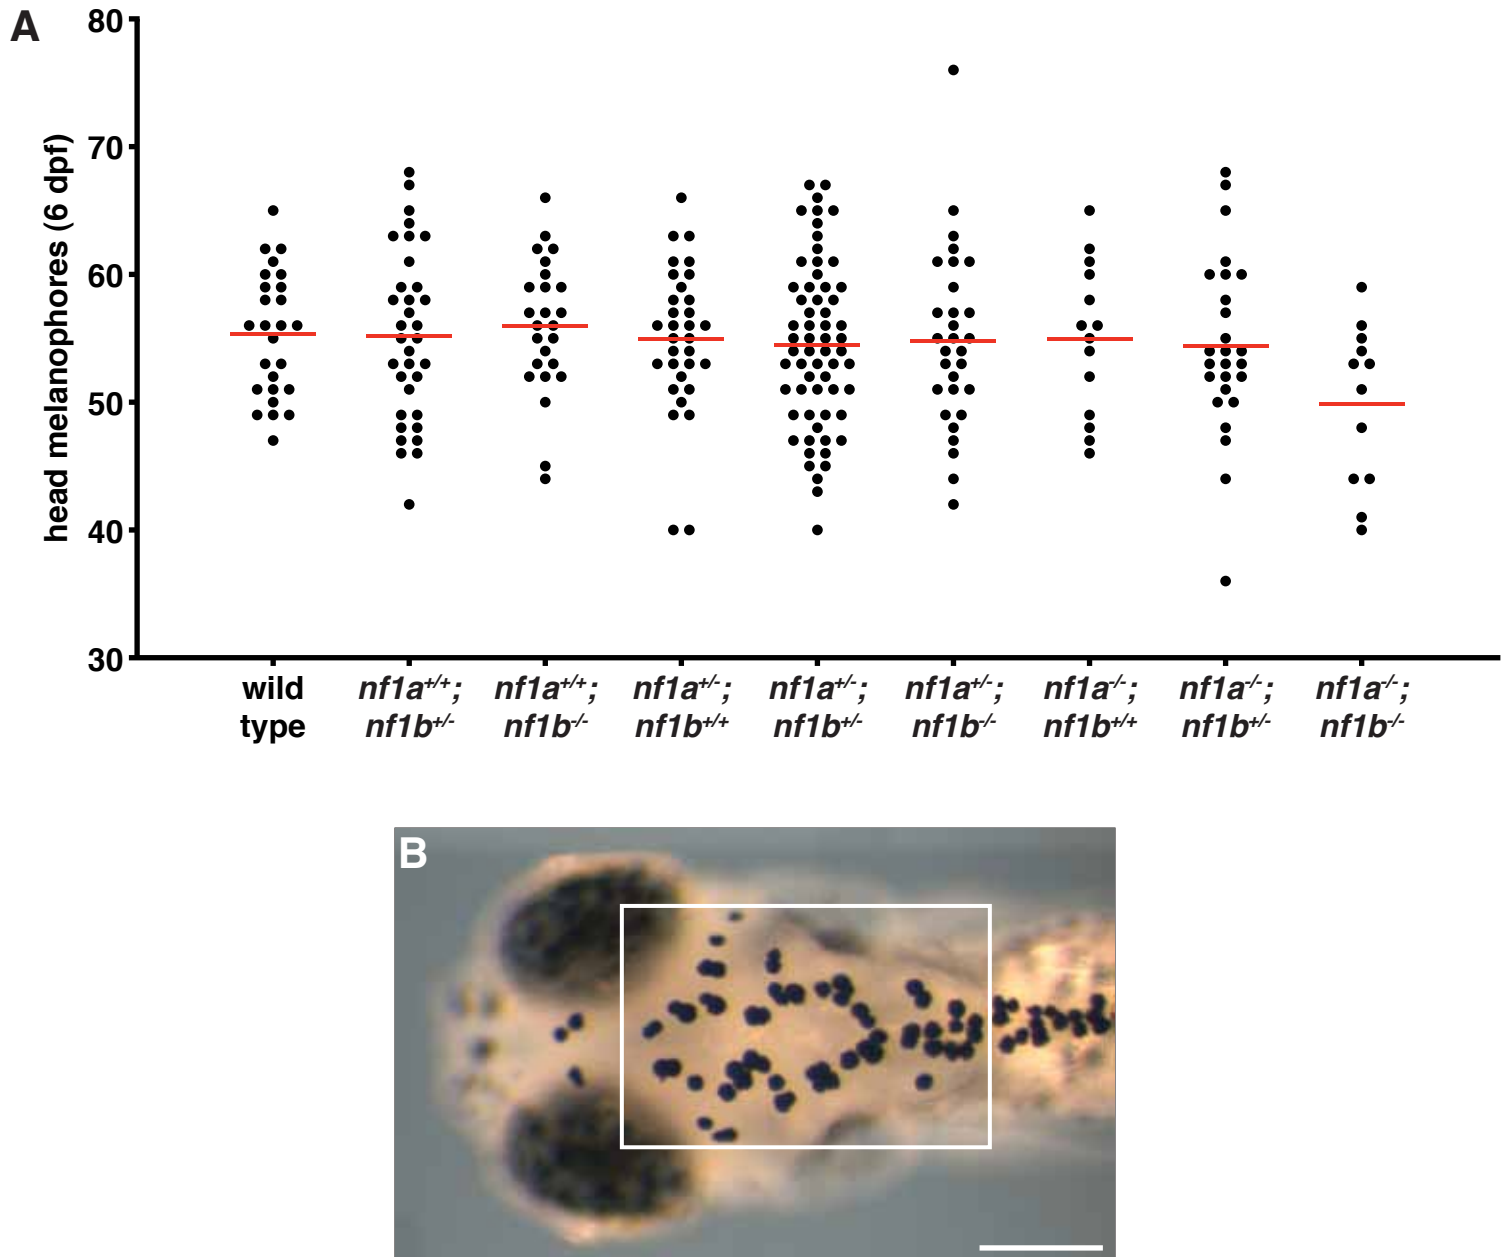 A
80
70
60
50
40
30
head melanophores (6 dpf)
wild type
nf1a+/+; nf1b+/-
nf1a+/+; nf1b-/-
nf1a+/-; nf1b+/+
nf1a+/-; nf1b+/-
nf1a+/-; nf1b-/-
nf1a-/-; nf1b+/+
nf1a-/-; nf1b+/-
nf1a-/-; nf1b-/-
B